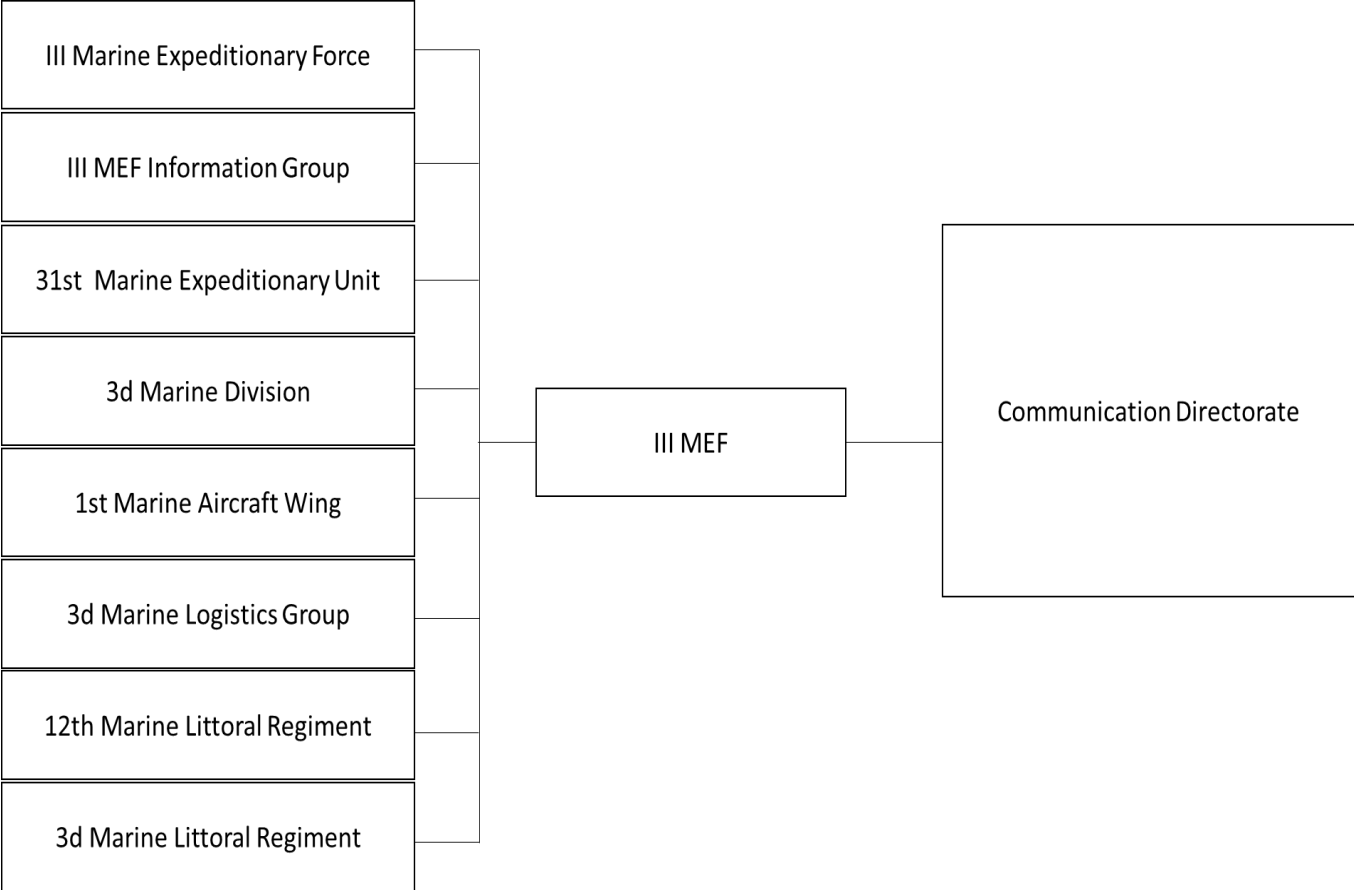 III Marine Expeditionary Force
III MEF Information Group
31st  Marine Expeditionary Unit
3d Marine Division
1st Marine Aircraft Wing
3d Marine Logistics Group
12th Marine Littoral Regiment
3d Marine Littoral Regiment
III MEF
Communication Directorate